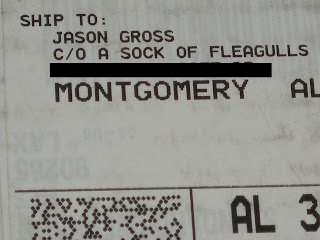 SHIP TO:
JASON GROSS
C/O A SOCK OF FLEAGULLS
MONTGOMERY AL
AL 3